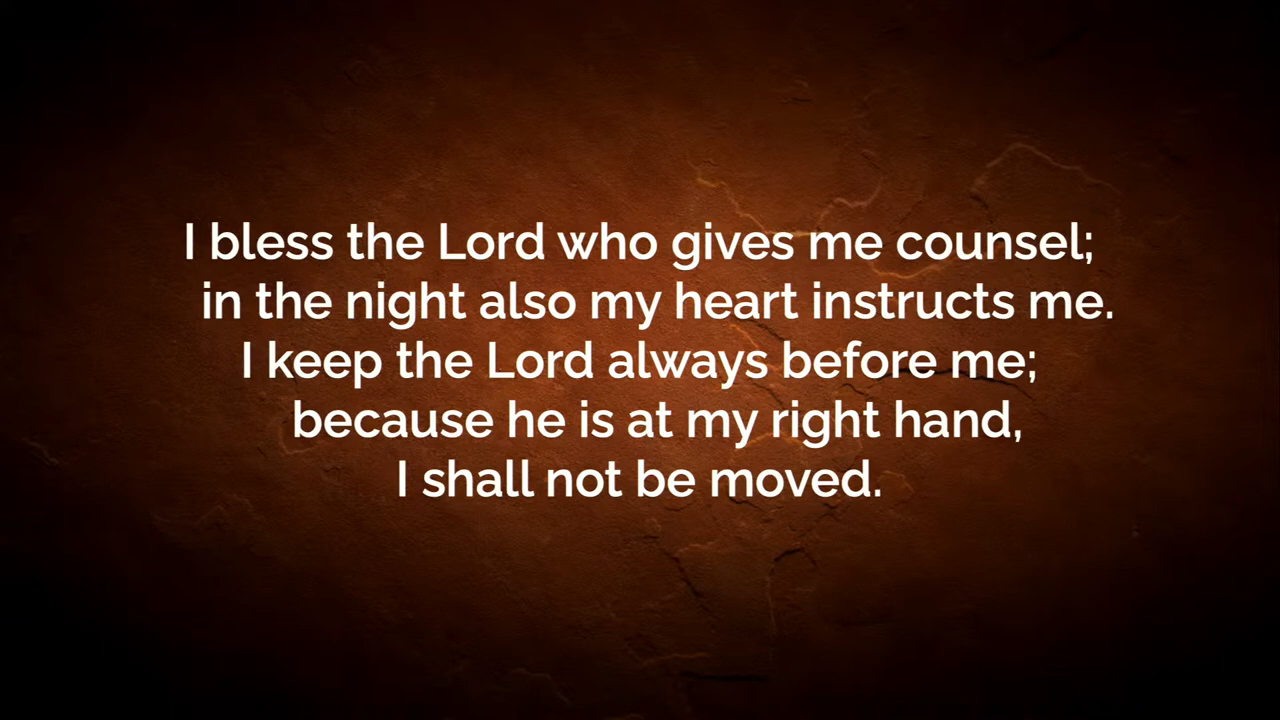 I bless the Lord who gives me counsel;
in the night also my heart instructs me.
I keep the Lord always before me;
because he is at my right hand,
I shall not be moved.